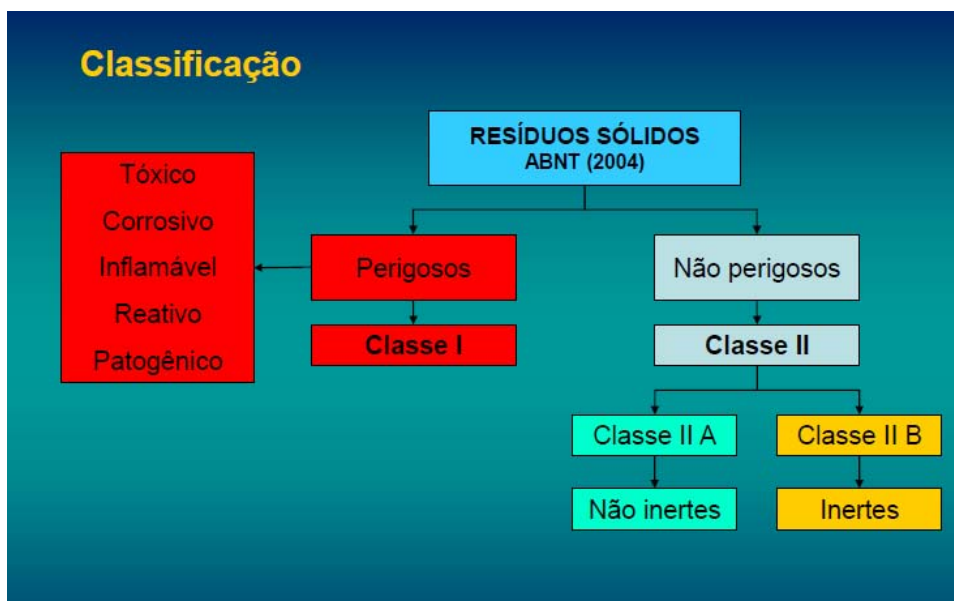 Classificação
RESÍDUOS SÓLIDOS
ABNT (2004)
Tóxico
Corrosivo
Inflamável
Reativo
Patogênico
Perigosos
Não perigosos
Classe I
Classe II
Classe II A
Classe II B
Não inertes
Inertes